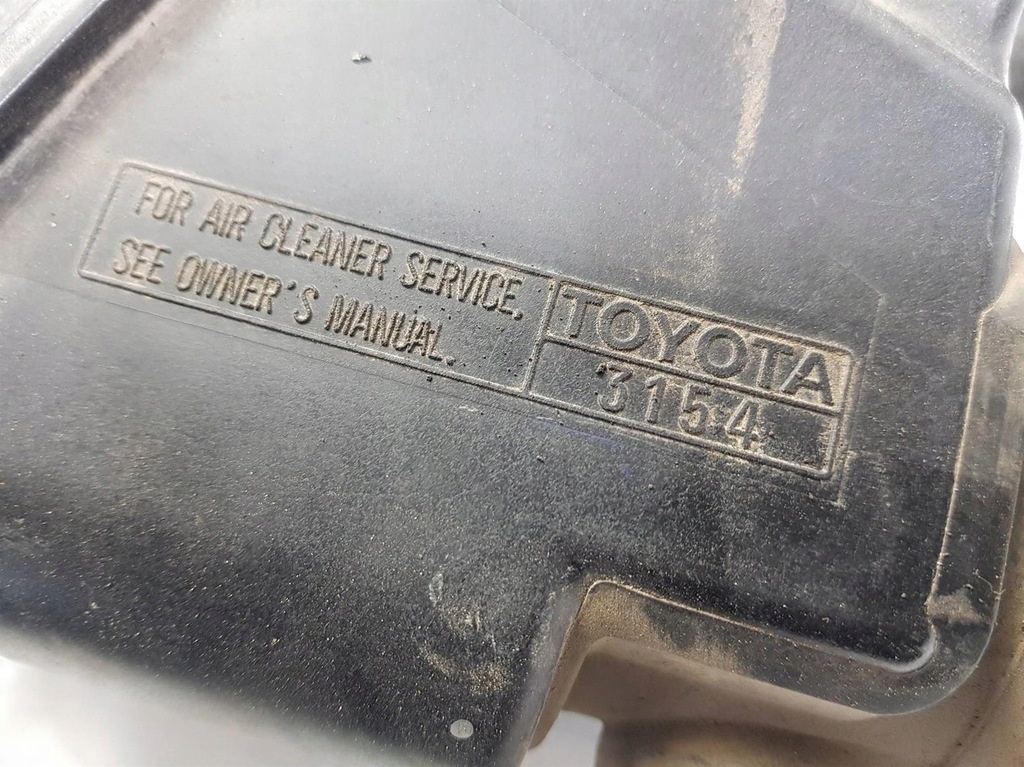 FOR AIR CLEANER SERVICE,
SEE OWNER'S MANUAL.
TOYOTA
3154